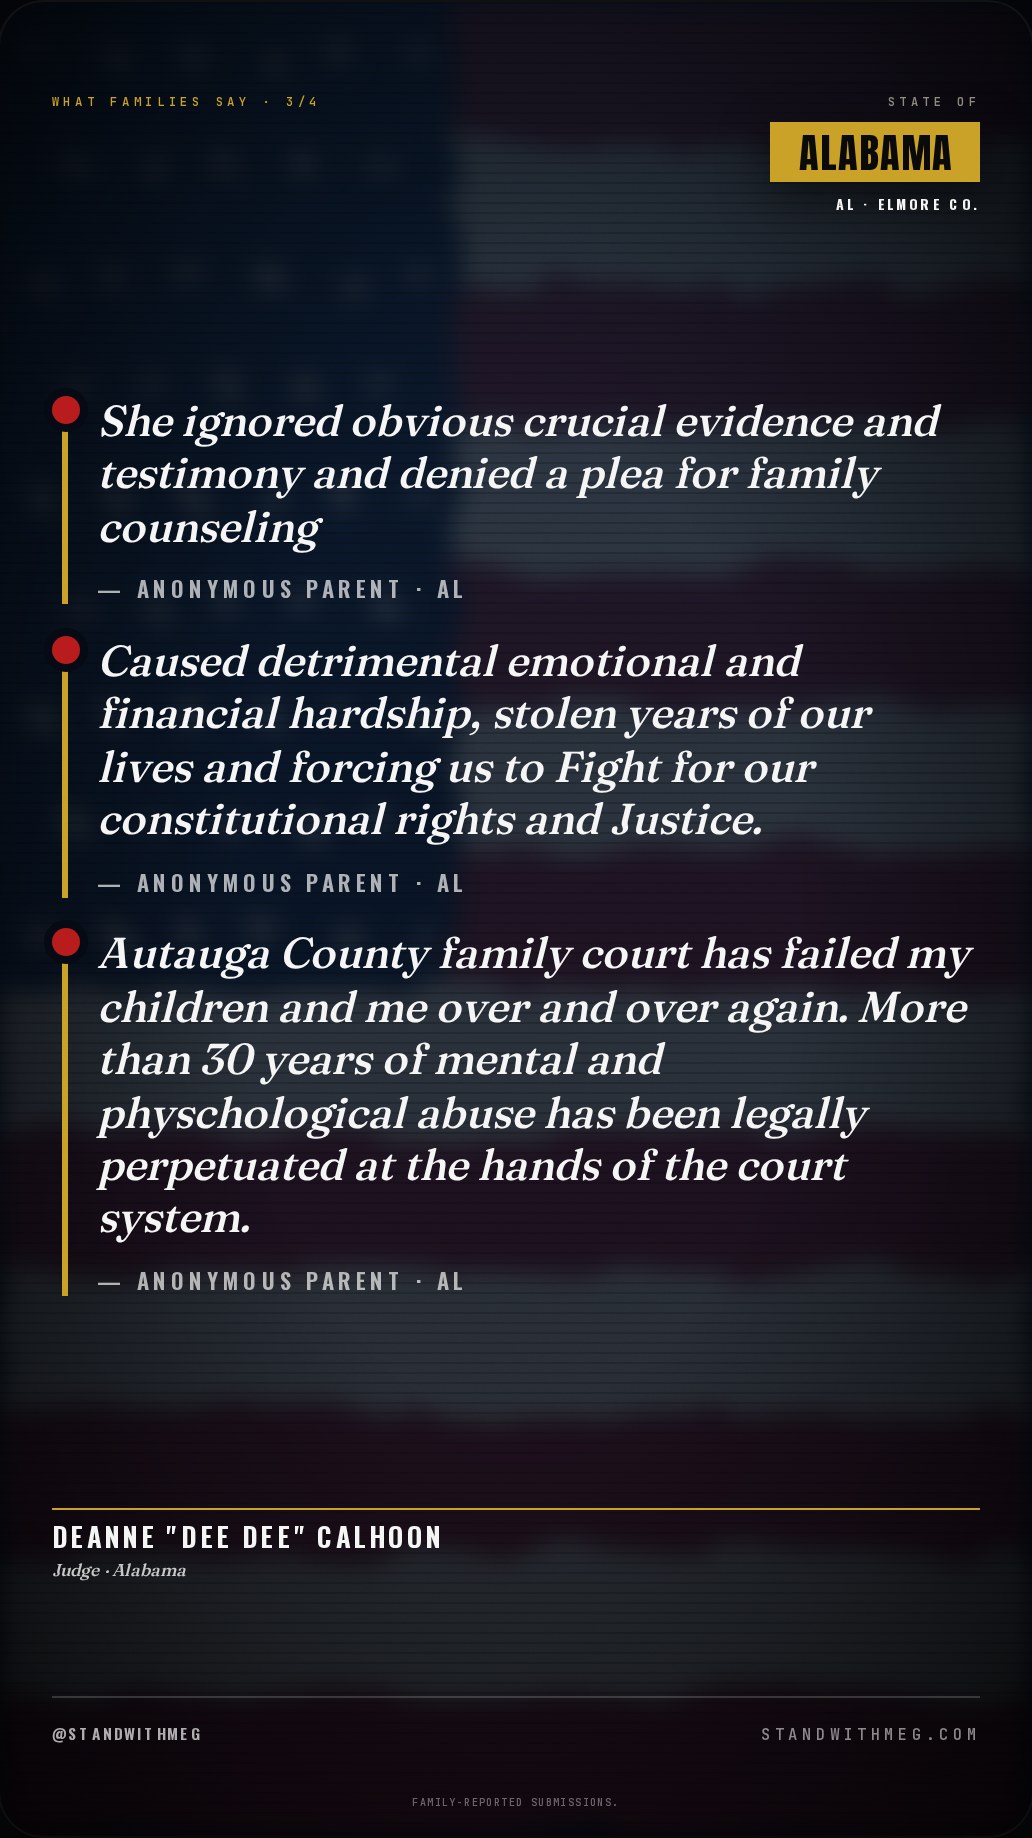 WHAT FAMILIES SAY · 3/4
STATE OF
ALABAMA
AL · ELMORE CO.
She ignored obvious crucial evidence and
testimony and denied a plea for family
counseling
— ANONYMOUS PARENT · AL
Caused detrimental emotional and
financial hardship, stolen years of our
lives and forcing us to Fight for our
constitutional rights and Justice.
— ANONYMOUS PARENT · AL
Autauga County family court has failed my
children and me over and over again. More
than 30 years of mental and
physchological abuse has been legally
perpetuated at the hands of the court
system.
— ANONYMOUS PARENT · AL
DEANNE "DEE DEE" CALHOON
Judge · Alabama
@STANDWITHMEG
STANDWITHMEG.COM
FAMILY-REPORTED SUBMISSIONS.